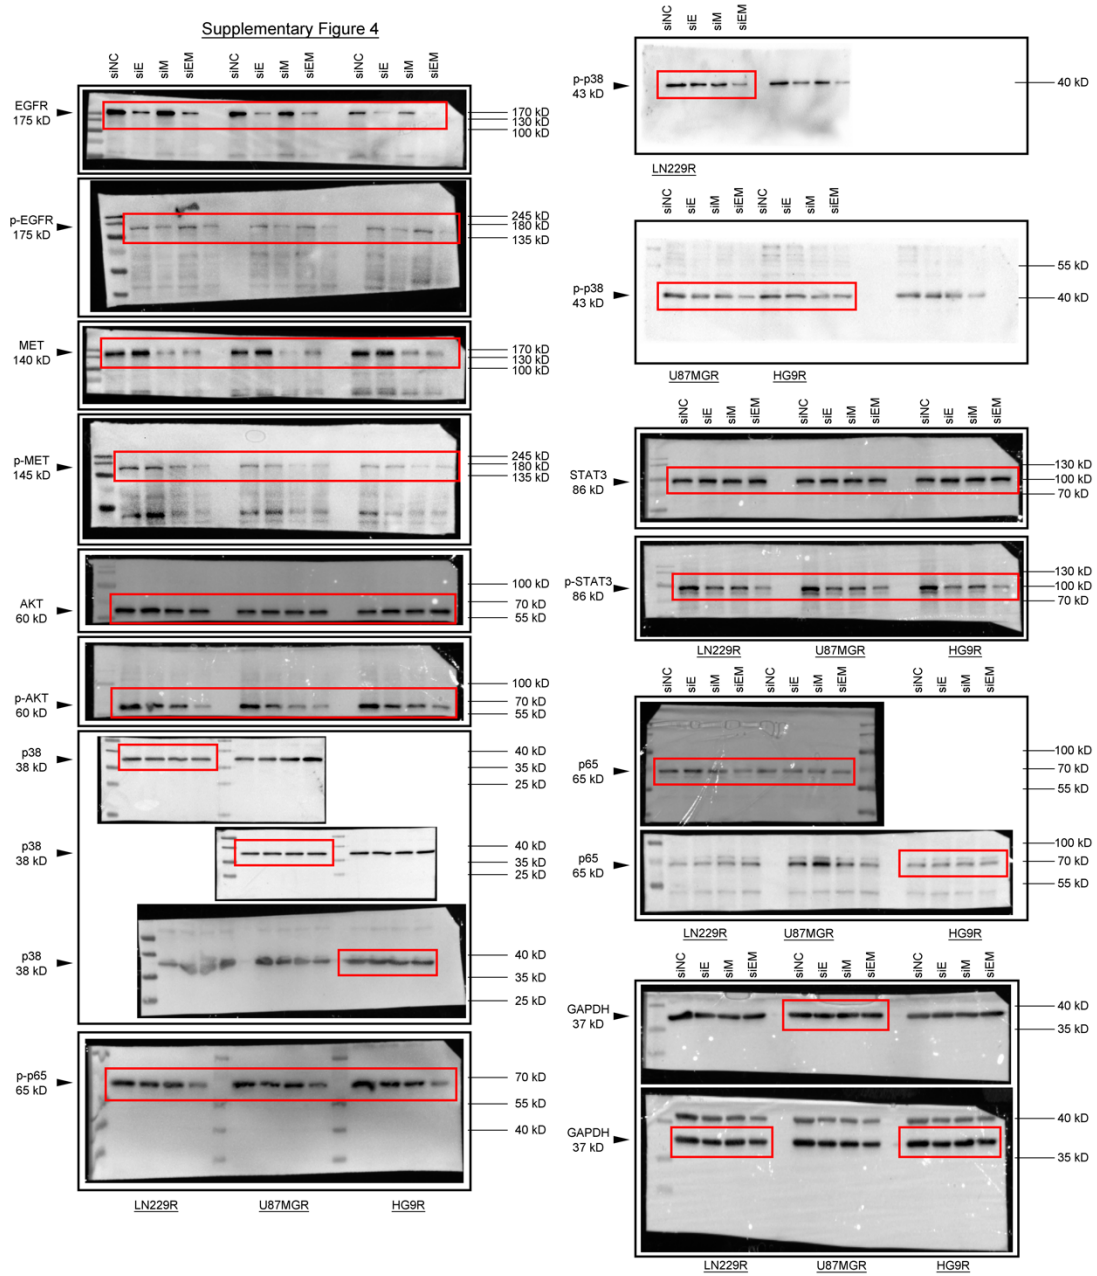 Supplementary Figure 4
siNC siE siM siEM siNC siE siM siEM siNC siE siM siEM
EGFR
175 kD
170 kD
130 kD
100 kD
p-EGFR
175 kD
245 kD
180 kD
135 kD
MET
140 kD
170 kD
130 kD
100 kD
p-MET
145 kD
245 kD
180 kD
135 kD
AKT
60 kD
100 kD
70 kD
55 kD
p-AKT
60 kD
100 kD
70 kD
55 kD
p38
38 kD
40 kD
35 kD
25 kD
p38
38 kD
40 kD
35 kD
25 kD
p38
38 kD
40 kD
35 kD
25 kD
p-p65
65 kD
70 kD
55 kD
40 kD
LN229R U87MGR HG9R
siNC siE siM siEM
p-p38
43 kD
40 kD
LN229R
siNC siE siM siEM siNC siE siM siEM
p-p38
43 kD
55 kD
40 kD
U87MGR HG9R
siNC siE siM siEM siNC siE siM siEM siNC siE siM siEM
STAT3
86 kD
130 kD
100 kD
70 kD
p-STAT3
86 kD
130 kD
100 kD
70 kD
LN229R U87MGR HG9R
siNC siE siM siEM siNC siE siM siEM siNC siE siM siEM
p65
65 kD
100 kD
70 kD
55 kD
p65
65 kD
100 kD
70 kD
55 kD
LN229R U87MGR HG9R
siNC siE siM siEM siNC siE siM siEM siNC siE siM siEM
GAPDH
37 kD
40 kD
35 kD
GAPDH
37 kD
40 kD
35 kD
LN229R U87MGR HG9R